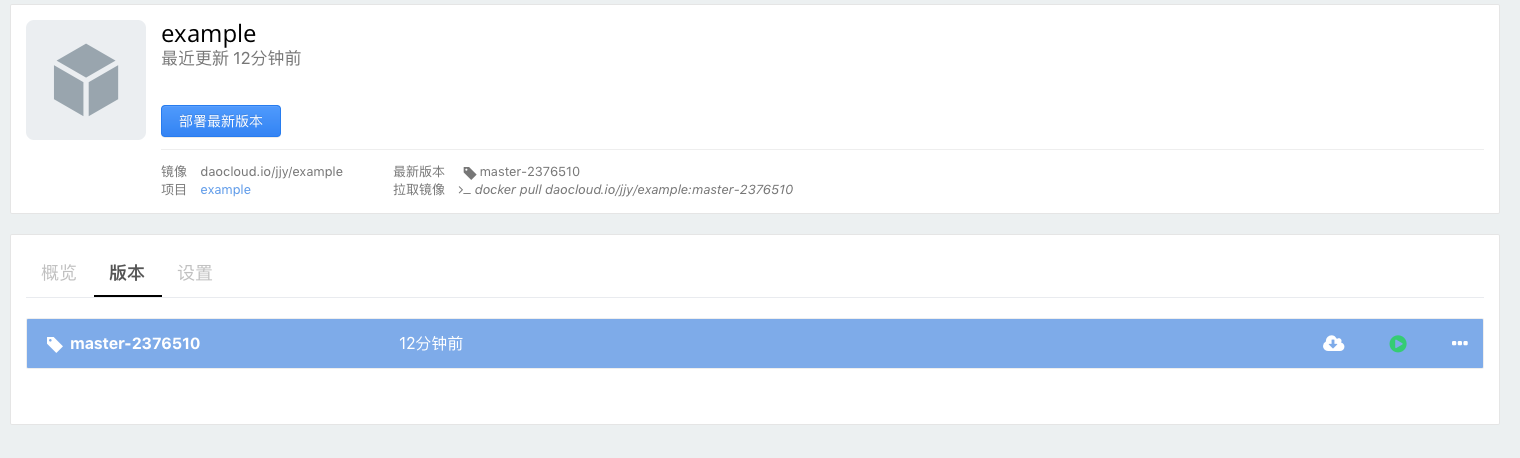 example
最近更新 12分钟前
部署最新版本
镜像 daocloud.io/jjy/example 最新版本 master-2376510
项目 example 拉取镜像 >_ docker pull daocloud.io/jjy/example:master-2376510
概览 版本 设置
master-2376510 12分钟前